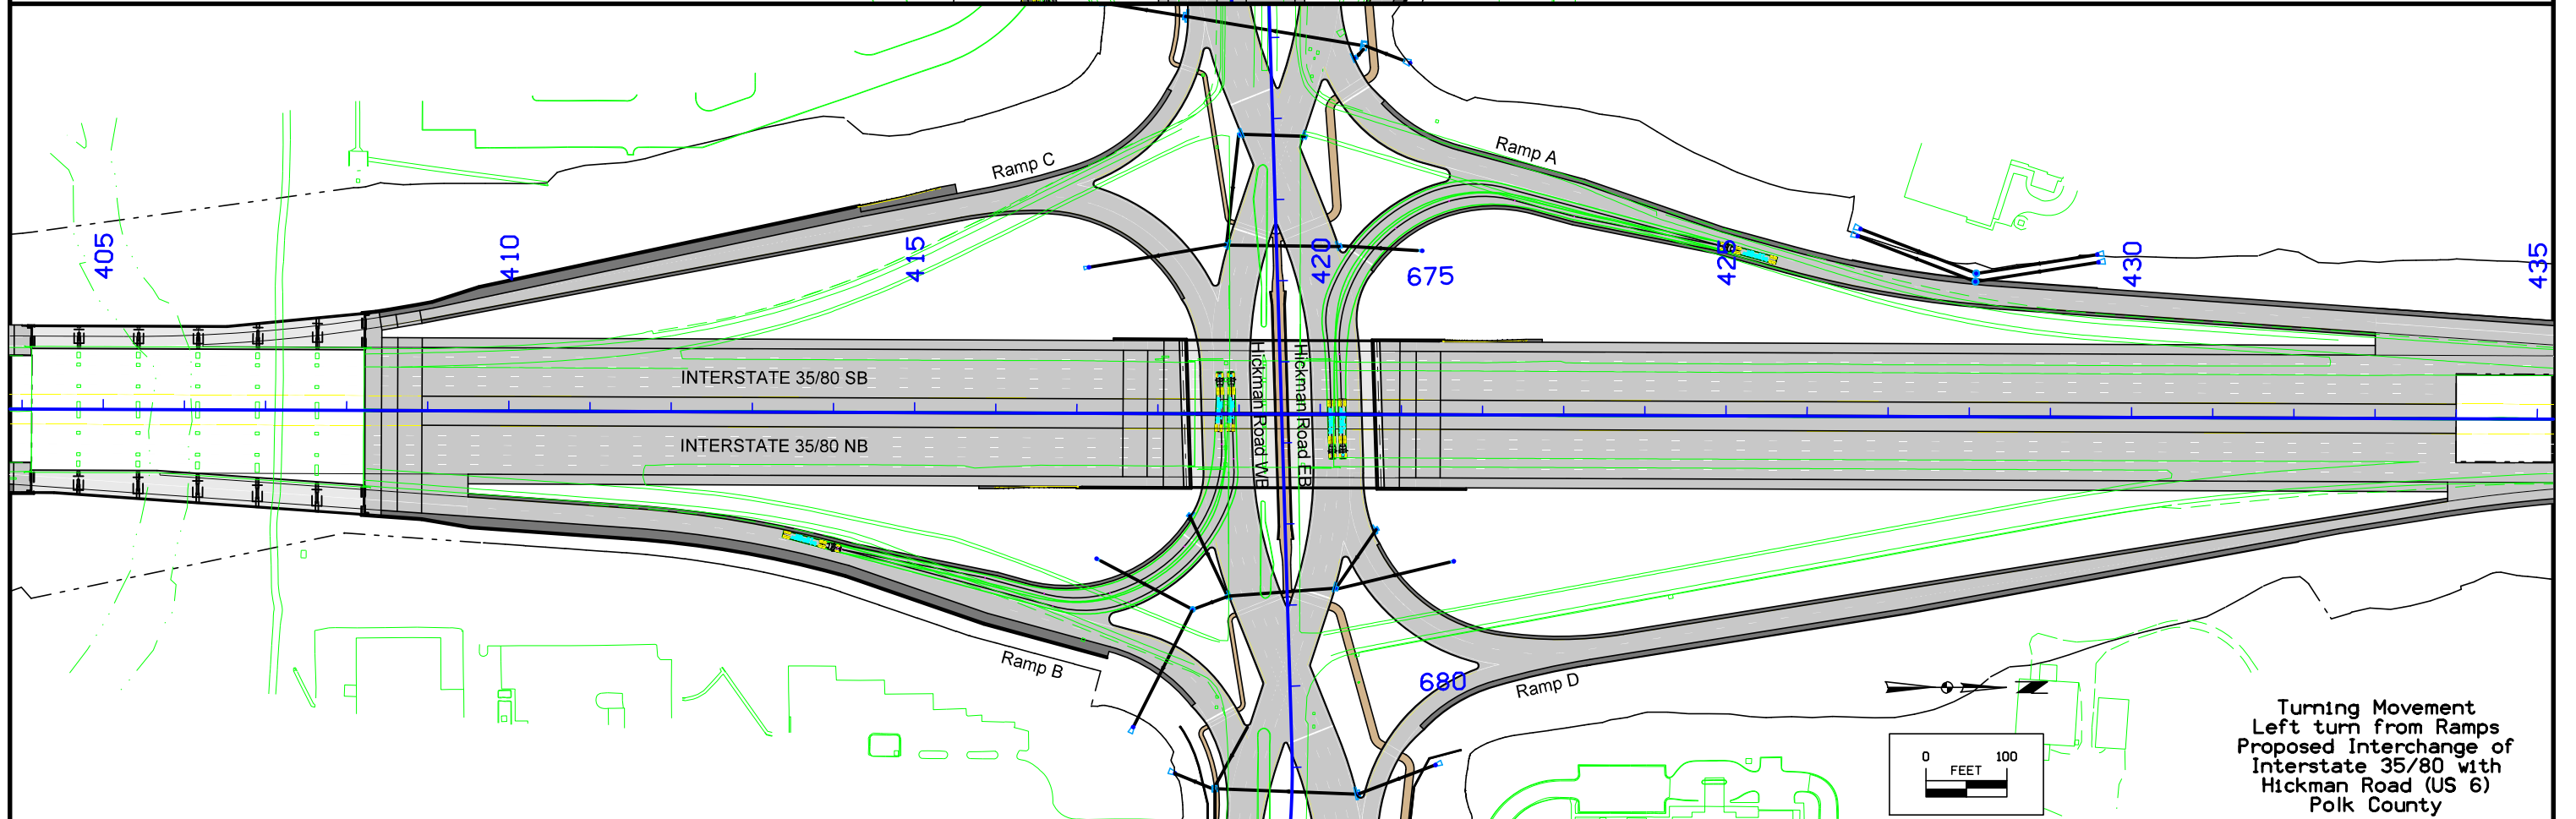 Ramp C
Ramp A
405
410
415
420
425
430
435
675
INTERSTATE 35/80 SB
INTERSTATE 35/80 NB
Hickman Road WB
Hickman Road EB
Ramp B
Ramp D
680
0 100
FEET
Turning Movement
Left turn from Ramps
Proposed Interchange of
Interstate 35/80 with
Hickman Road (US 6)
Polk County